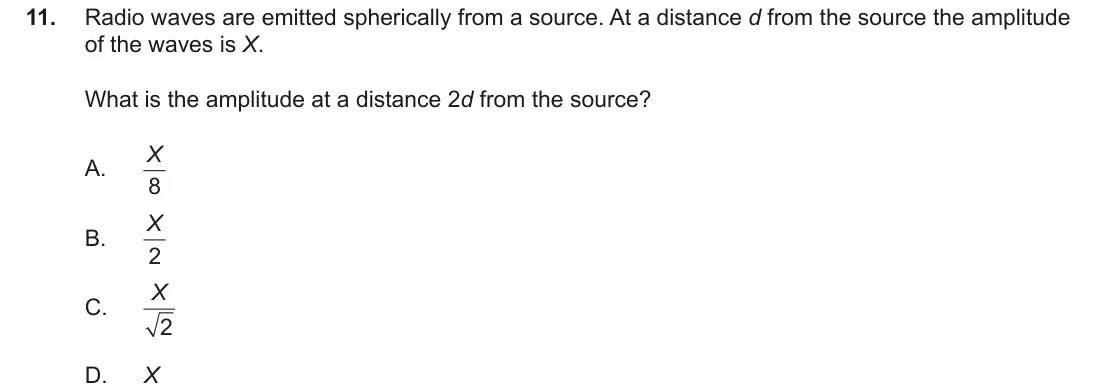 11. Radio waves are emitted spherically from a source. At a distance d from the source the amplitude
of the waves is X.
What is the amplitude at a distance 2d from the source?
A. X/8
B. X/2
C. X/√2
D. X